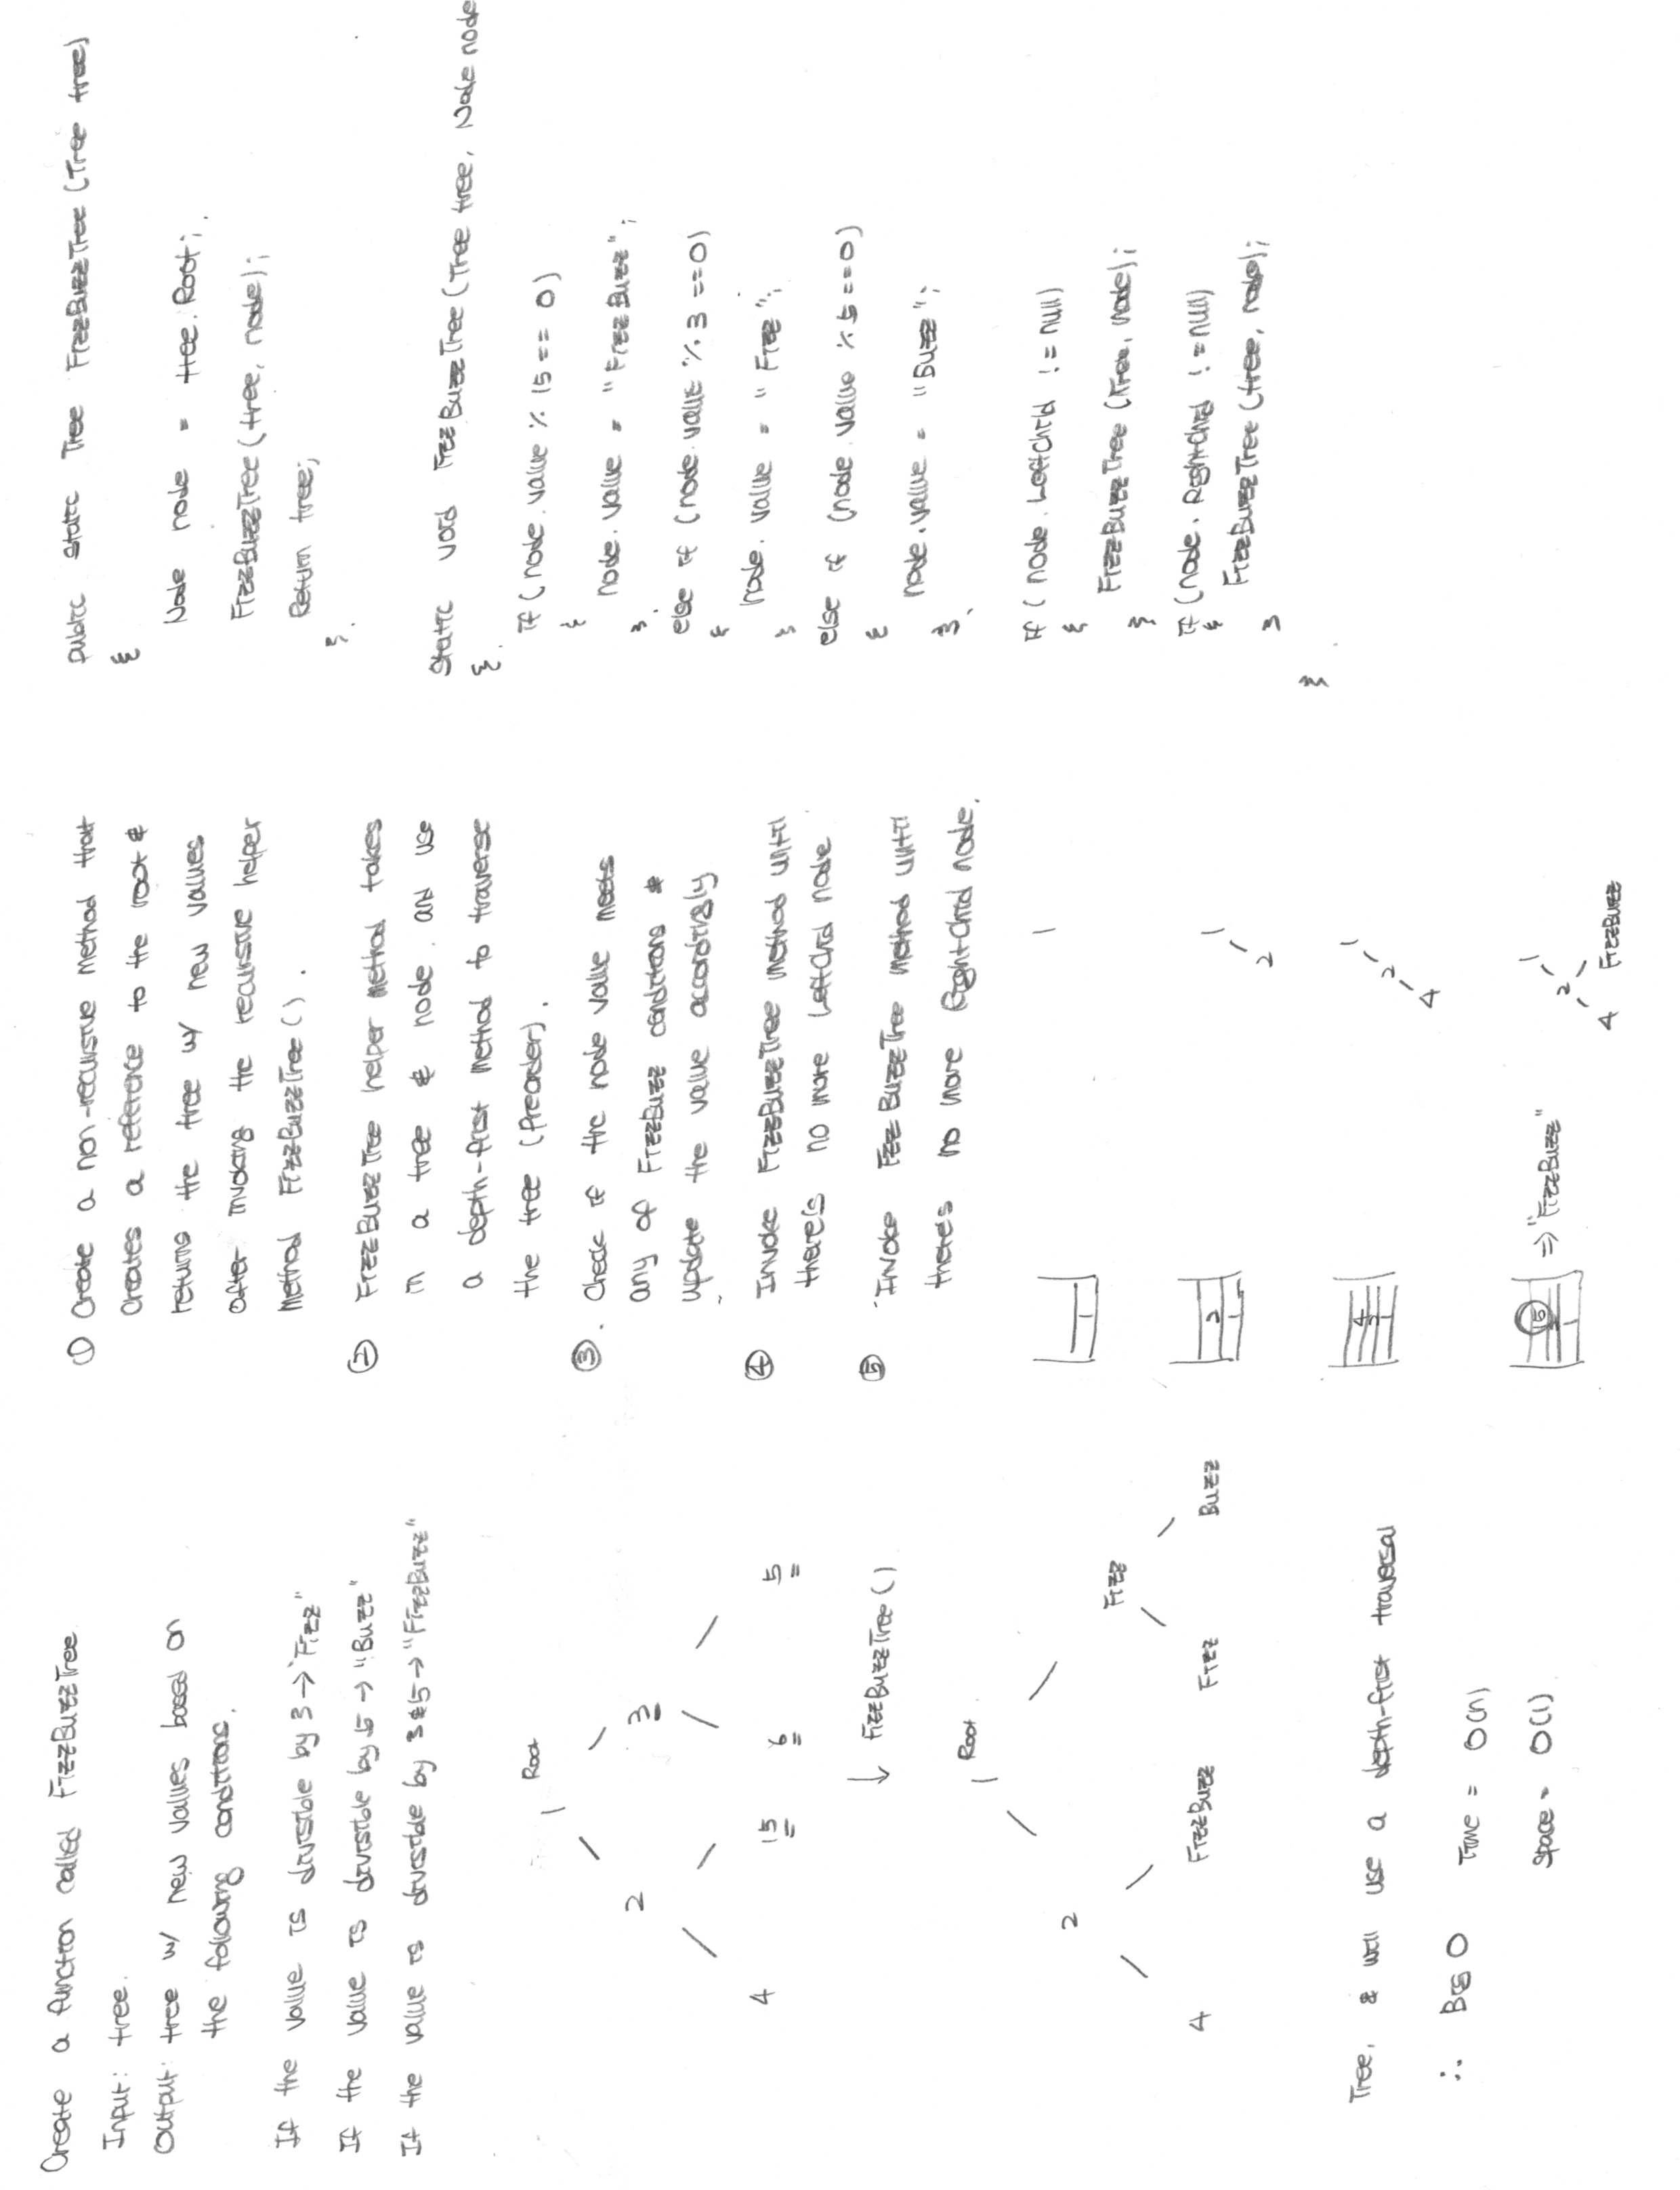 Create a function called FizzBuzzTree
Input: tree.
Output: tree w/ new values based on
the following conditions.
If the value is divisible by 3 → "Fizz"
If the value is divisible by 5 → "Buzz"
If the value is divisible by 3 & 5 → "FizzBuzz"
Root
1
2 3
4 15 6 5
↓ FizzBuzzTree ( )
Root
1
2
Fizz
4 FizzBuzz Fizz Buzz
Tree, & will use a depth-first traversal
∴ Big O Time = O(n)
Space = O(1)
① Create a non-recursive method that
creates a reference to the root &
returns the tree w/ new values
after invoking the recursive helper
method FizzBuzzTree ( ) .
② FizzBuzzTree helper method takes
in a tree & node. and use
a depth-first method to traverse
the tree (Preorder).
③. Check if the node value meets
any of FizzBuzz conditions &
update the value accordingly
④ Invoke FizzBuzzTree method until
there's no more LeftChild node
⑤ Invoke FizzBuzzTree method until
there's no more RightChild node.
1
1
2
1
1
2
4
2
1
1
2
4
15
1
=> "FizzBuzz"
1
2
4 FizzBuzz
public static Tree FizzBuzzTree (Tree tree)
{
Node node = tree.Root;
FizzBuzzTree (tree, node);
Return tree;
}
Static void FizzBuzzTree (Tree tree, Node node
{
if ( node.value % 15 == 0 )
{
node.value = "FizzBuzz";
}
else if (node.value % 3 ==0)
{
node.value = "Fizz";
}
else if (node.value % 5 ==0)
{
node.value = "Buzz";
}
if ( node.LeftChild != null)
{
FizzBuzzTree (Tree, node);
}
if (node.RightChild != null)
{
FizzBuzzTree (tree, node);
}
}